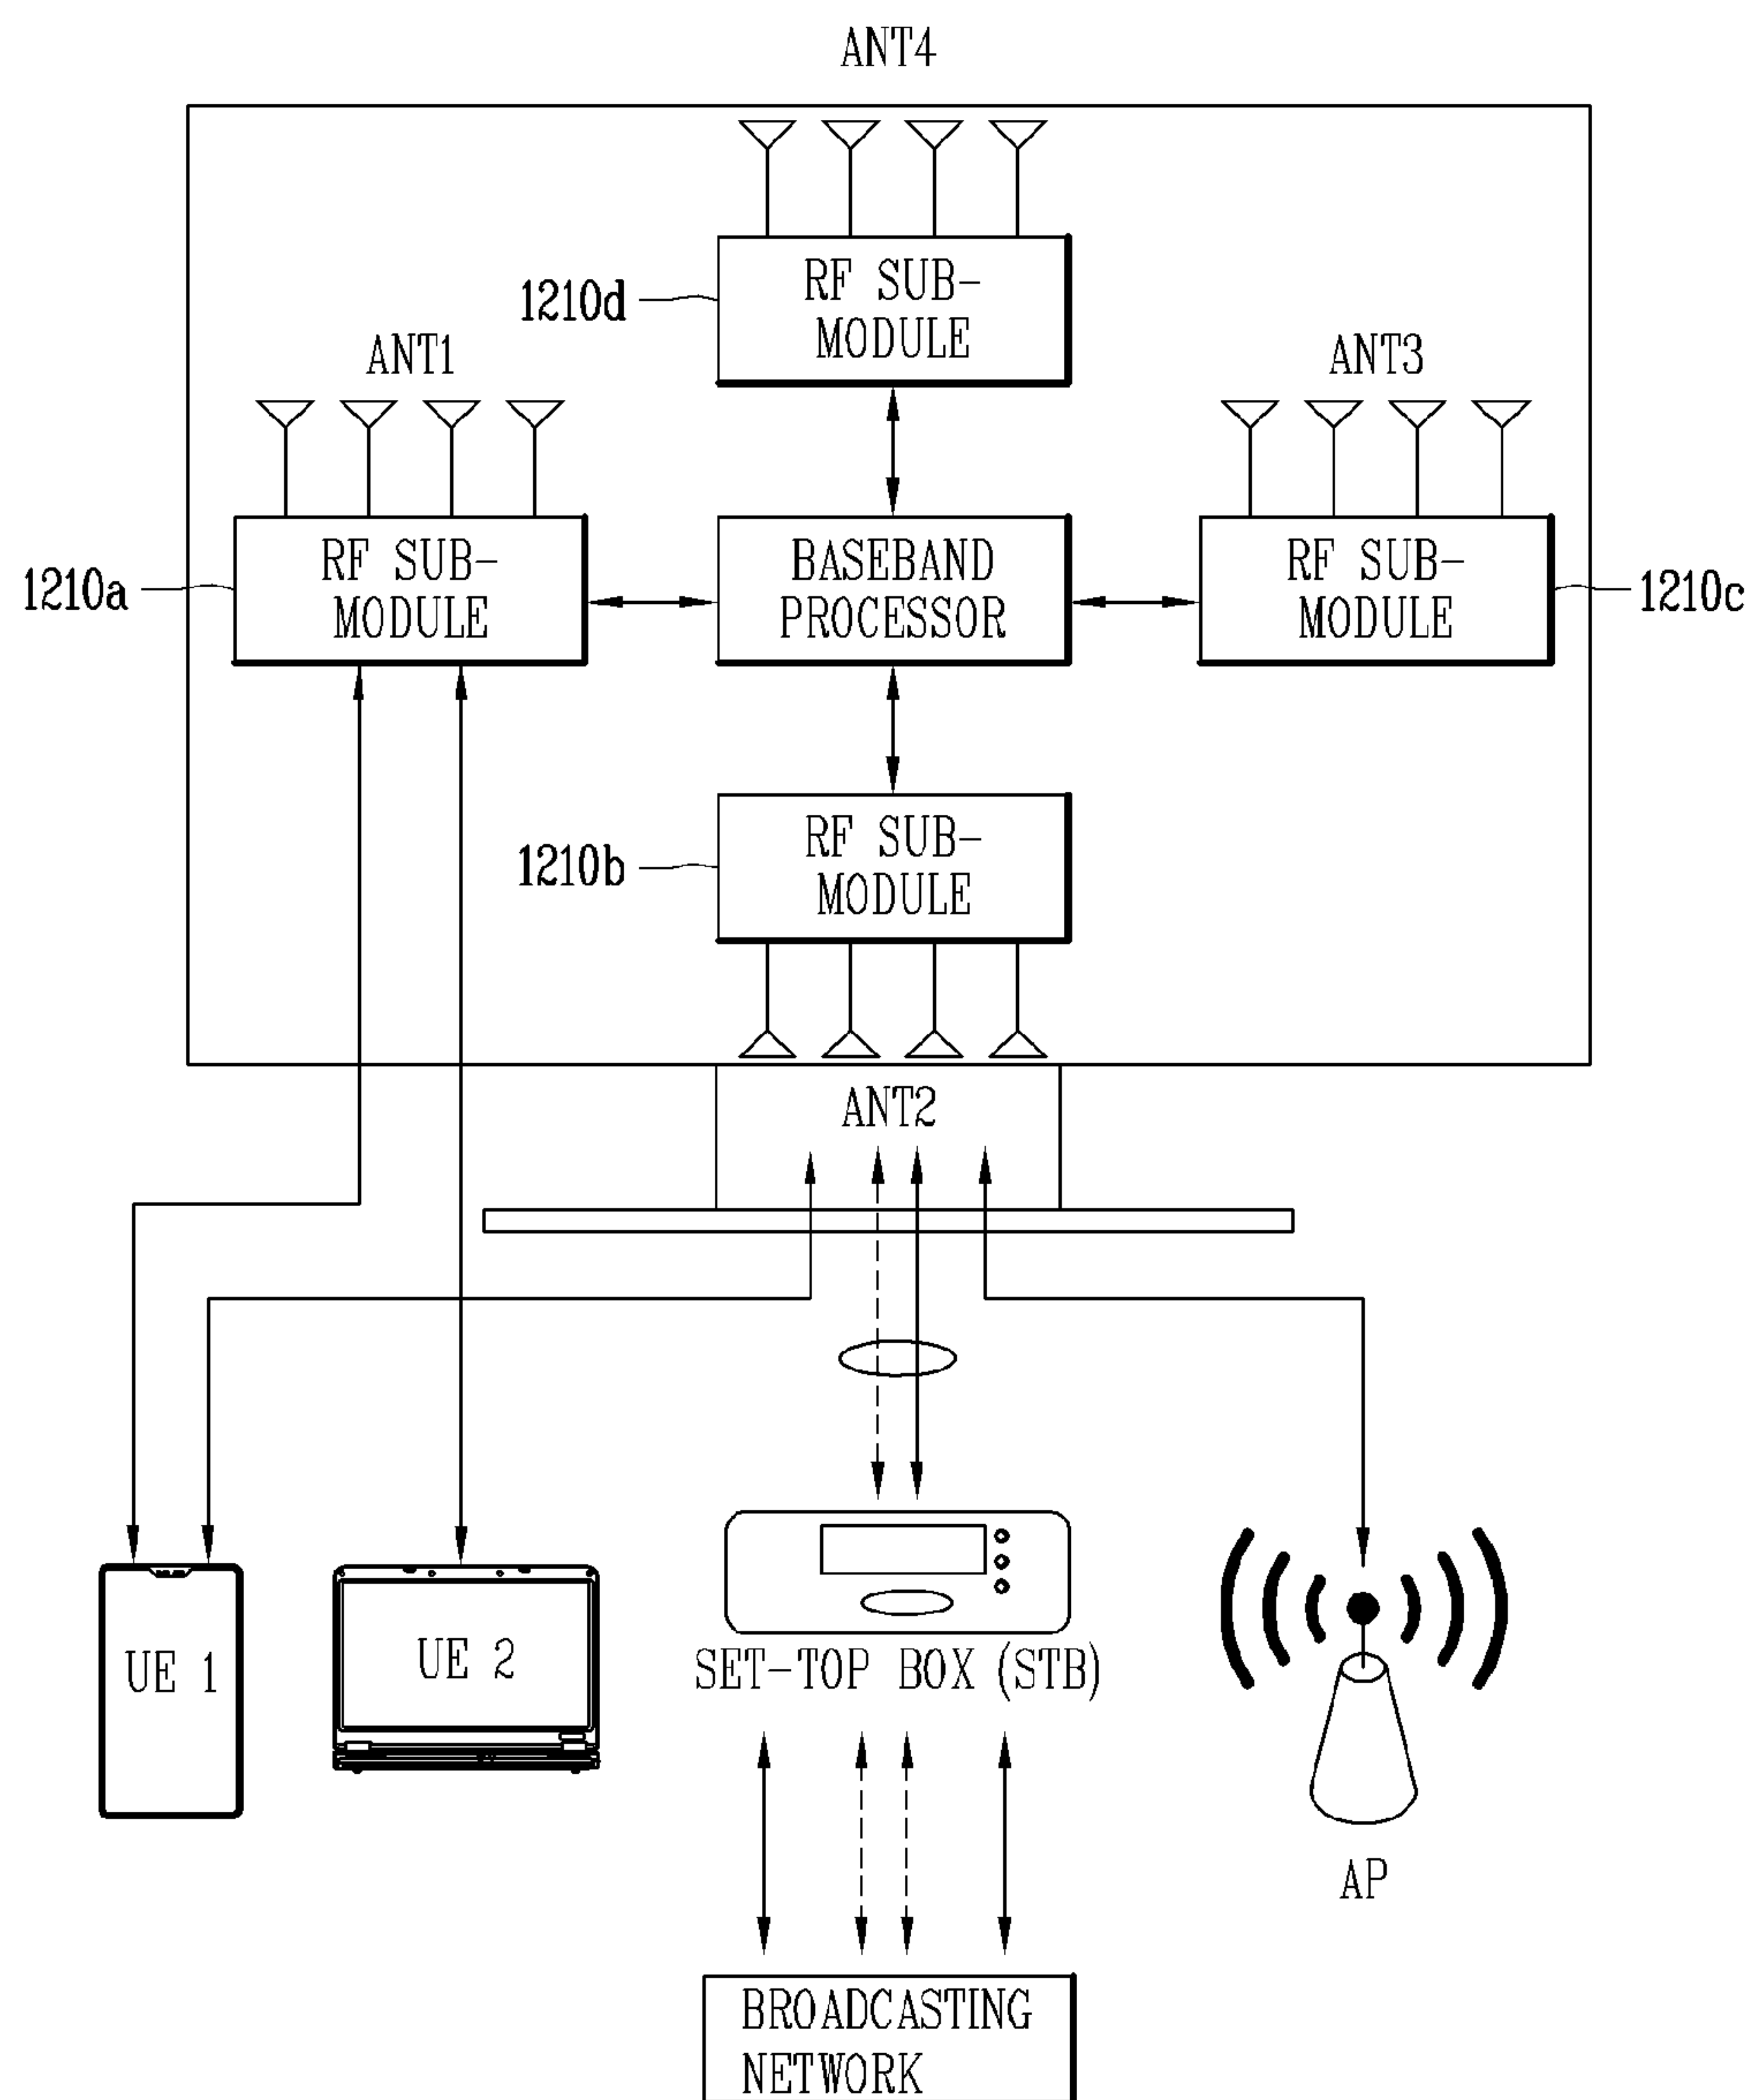 ANT4
RF SUB-
MODULE
1210d
ANT1
ANT3
RF SUB-
MODULE
1210a
BASEBAND
PROCESSOR
RF SUB-
MODULE
1210c
RF SUB-
MODULE
1210b
ANT2
UE 1
UE 2
SET-TOP BOX (STB)
AP
BROADCASTING
NETWORK